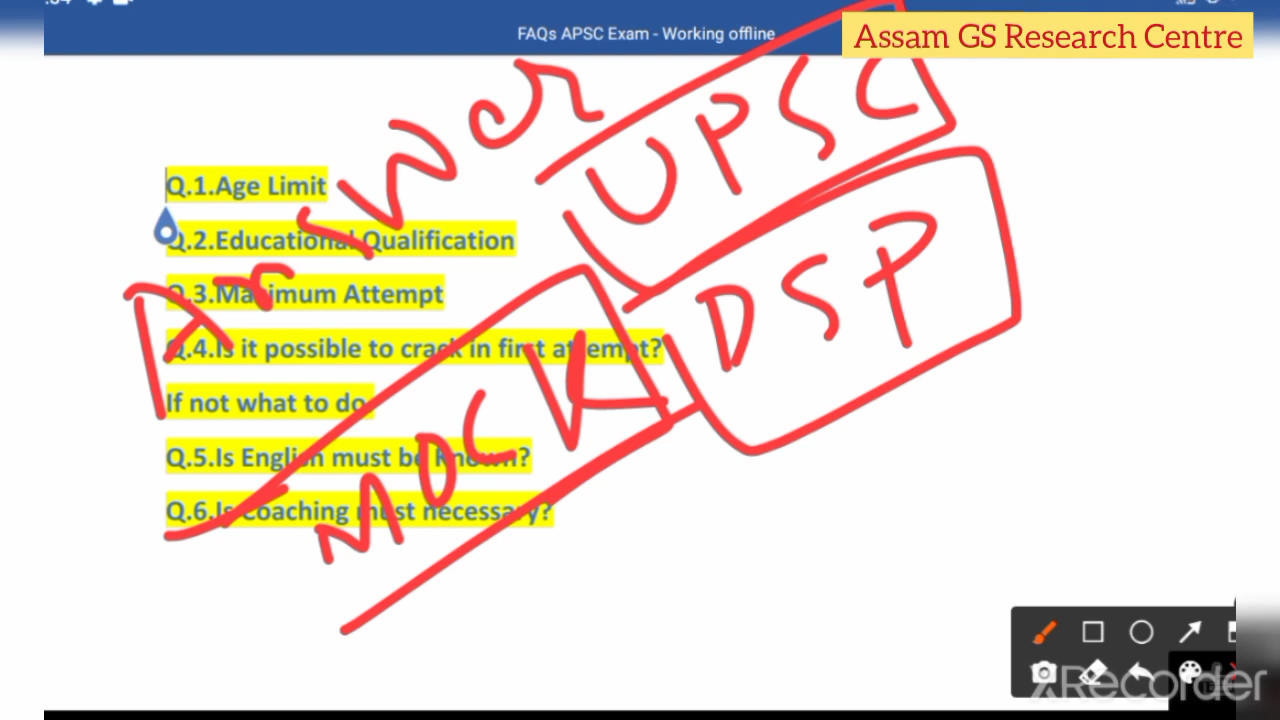 FAQs APSC Exam - Working offline
Assam GS Research Centre
Q.1.Age Limit
Q.2.Educational Qualification
Q.3.Maximum Attempt
Q.4.Is it possible to crack in first attempt?
If not what to do
Q.5.Is English must be Known?
Q.6.Is Coaching must necessary?
UPSC
DSP
MOCK
XRecorder